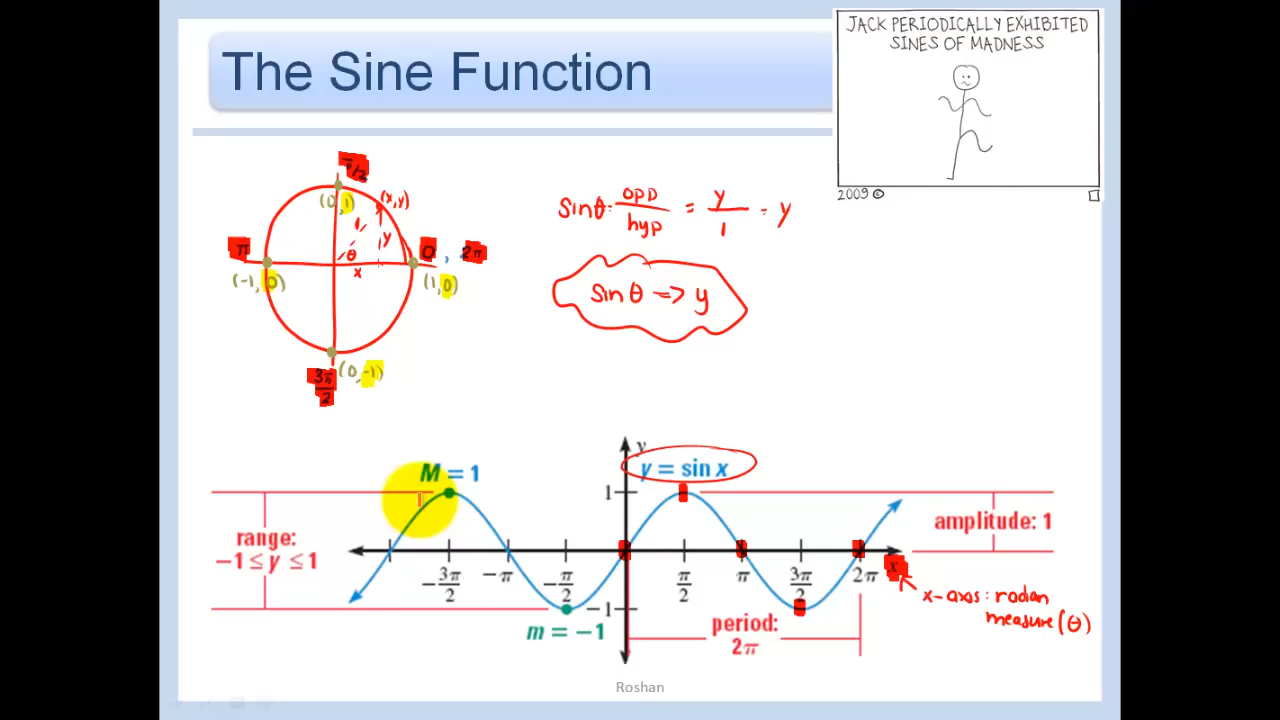 The Sine Function
JACK PERIODICALLY EXHIBITED
SINES OF MADNESS
2009 ©
π/2
(0,1)
(x,y)
1
y
θ
x
π
0, 2π
(-1,0)
(1,0)
(0,-1)
3π/2
sinθ = opp/hyp = y/1 = y
sinθ => y
y
M = 1
y = sin x
1
range:
-1 ≤ y ≤ 1
amplitude: 1
-3π/2 -π -π/2 π/2 π 3π/2 2π x
-1
m = -1
period:
2π
x-axis: radian
measure (θ)
Roshan